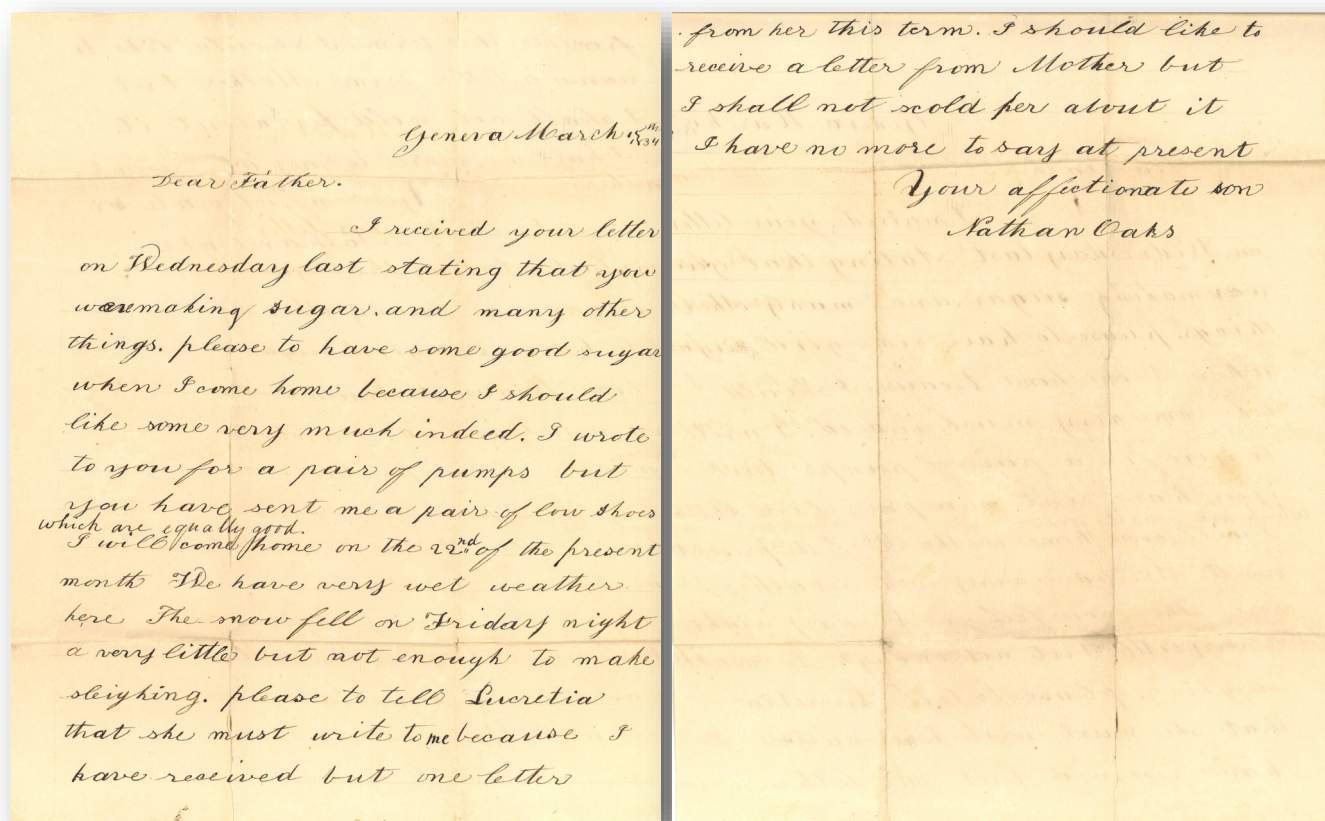 Geneva March 15th 1834
Dear Father.
I received your letter
on Wednesday last stating that you
were making sugar. and many other
things. please to have some good sugar
when I come home because I should
like some very much indeed. I wrote
to you for a pair of pumps but
you have sent me a pair of low shoes
which are equally good.
I will come home on the 22nd of the present
month We have very wet weather
here The snow fell on Friday night
a very little but not enough to make
sleighing. please to tell Lucretia
that she must write to me because I
have received but one letter
from her this term. I should like to
receive a letter from Mother but
I shall not scold her about it
I have no more to say at present
Your affectionate son
Nathan Oaks